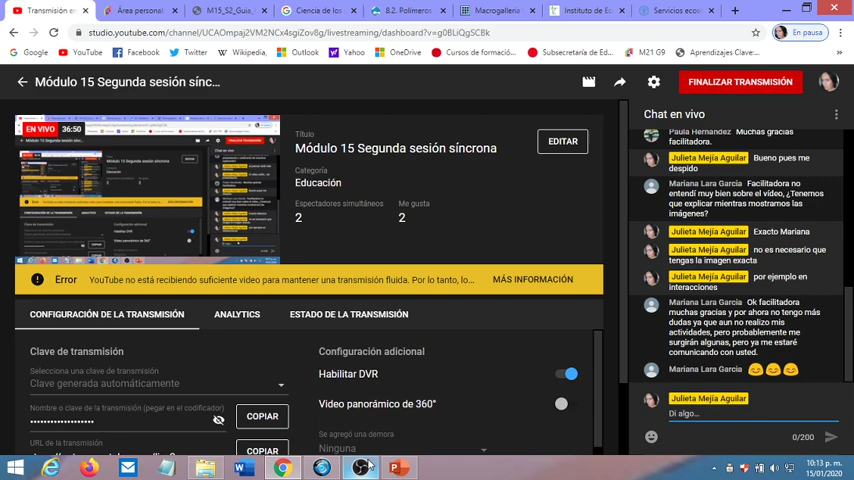 Transmisión en
Área personal
M15_S2_Guia_
Ciencia de los
8.2. Polímeros
Macrogaleria
Instituto de E
Servicios ecos
studio.youtube.com/channel/
/livestreaming/dashboard?v=g0BLiQgSCBk
En pausa
Google
YouTube
Facebook
Twitter
Wikipedia,
Outlook
Yahoo
OneDrive
Cursos de formació...
Subsecretaría de Ed...
M21 G9
Aprendizajes Clave:...
Módulo 15 Segunda sesión sínc...
FINALIZAR TRANSMISIÓN
EN VIVO 36:50
Título
Módulo 15 Segunda sesión síncrona
EDITAR
Categoría
Educación
Espectadores simultáneos
Me gusta
2
2
Error YouTube no está recibiendo suficiente video para mantener una transmisión fluida. Por lo tanto, lo...
MÁS INFORMACIÓN
CONFIGURACIÓN DE LA TRANSMISIÓN
ANALYTICS
ESTADO DE LA TRANSMISIÓN
Clave de transmisión
Selecciona una clave de transmisión
Clave generada automáticamente
Nombre o clave de la transmisión (pegar en el codificador)
COPIAR
URL de la transmisión
COPIAR
Configuración adicional
Habilitar DVR
Video panorámico de 360°
Se agregó una demora
Ninguna
Chat en vivo
Paula Hernandez Muchas gracias
facilitadora.
Julieta Mejía Aguilar Bueno pues me
despido
Mariana Lara Garcia Facilitadora no
entendí muy bien sobre el video, ¿Tenemos
que explicar mientras mostramos las
imágenes?
Julieta Mejía Aguilar Exacto Mariana
Julieta Mejía Aguilar no es necesario que
tengas la imagen exacta
Julieta Mejía Aguilar por ejemplo en
interacciones
Mariana Lara Garcia Ok facilitadora
muchas gracias y por ahora no tengo más
dudas ya que aun no realizo mis
actividades, pero probablemente me
surgirán algunas, pero ya me estaré
comunicando con usted.
Mariana Lara Garcia 😊😊😊
Julieta Mejía Aguilar
Di algo...
0/200
10:13 p. m.
15/01/2020